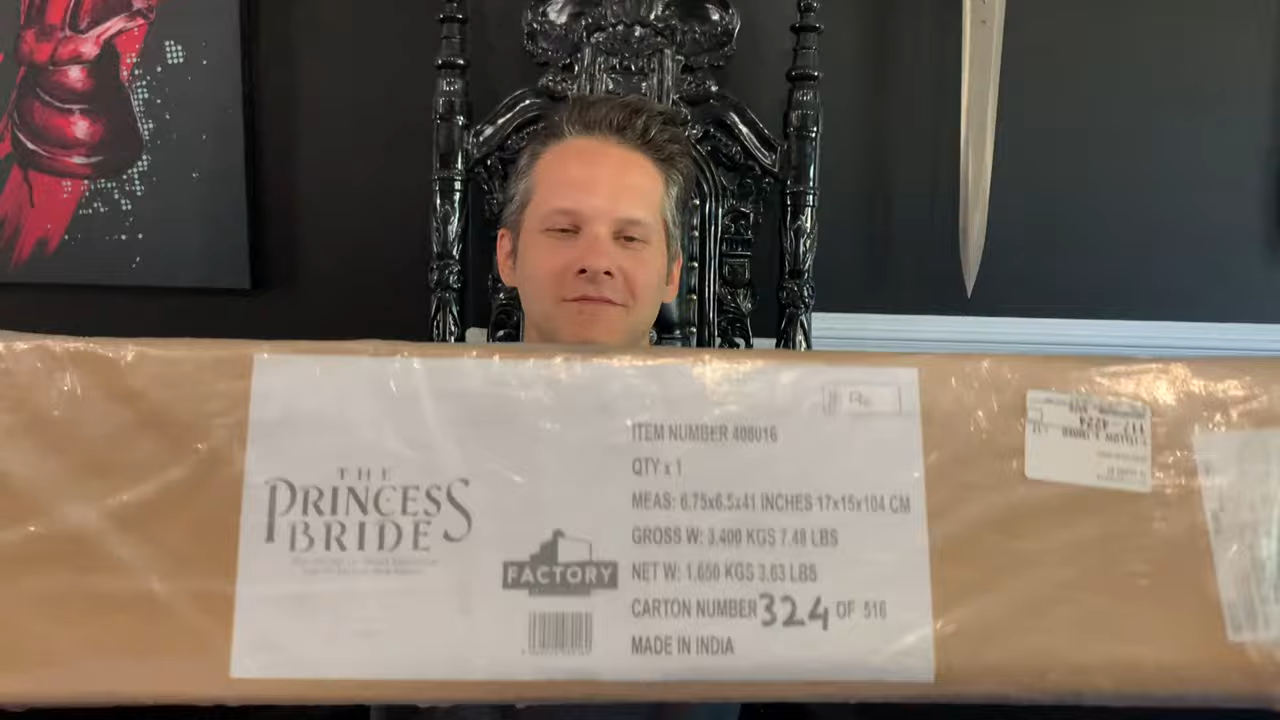 THE
PRINCESS
BRIDE
FACTORY
ITEM NUMBER 408016
QTY x 1
MEAS: 6.75x6.5x41 INCHES 17x15x104 CM
GROSS W: 3.400 KGS 7.48 LBS
NET W: 1.650 KGS 3.63 LBS
CARTON NUMBER 324 OF 516
MADE IN INDIA